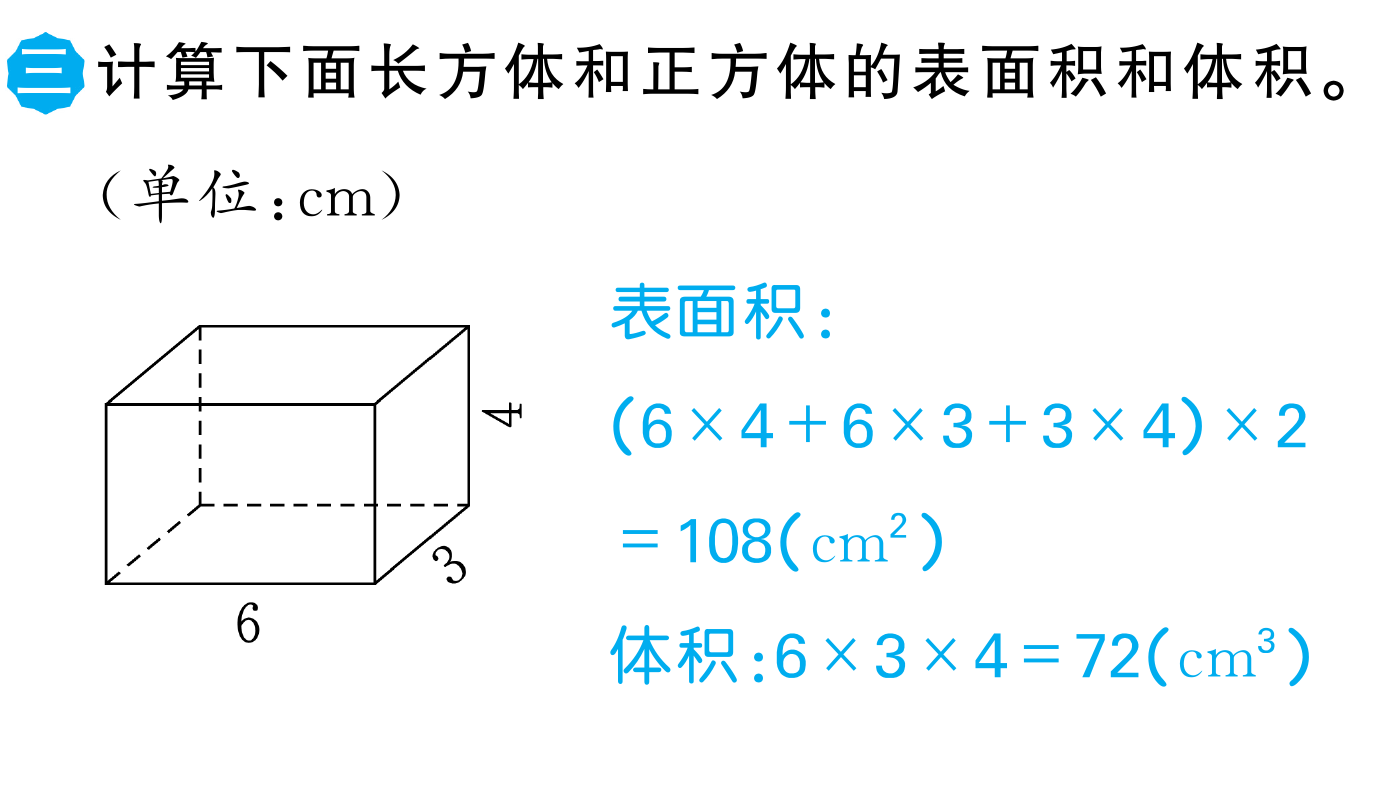 三 计算下面长方体和正方体的表面积和体积。
（单位:cm）
表面积:
(6×4+6×3+3×4)×2
=108(cm²)
体积:6×3×4=72(cm³)
4
3
6